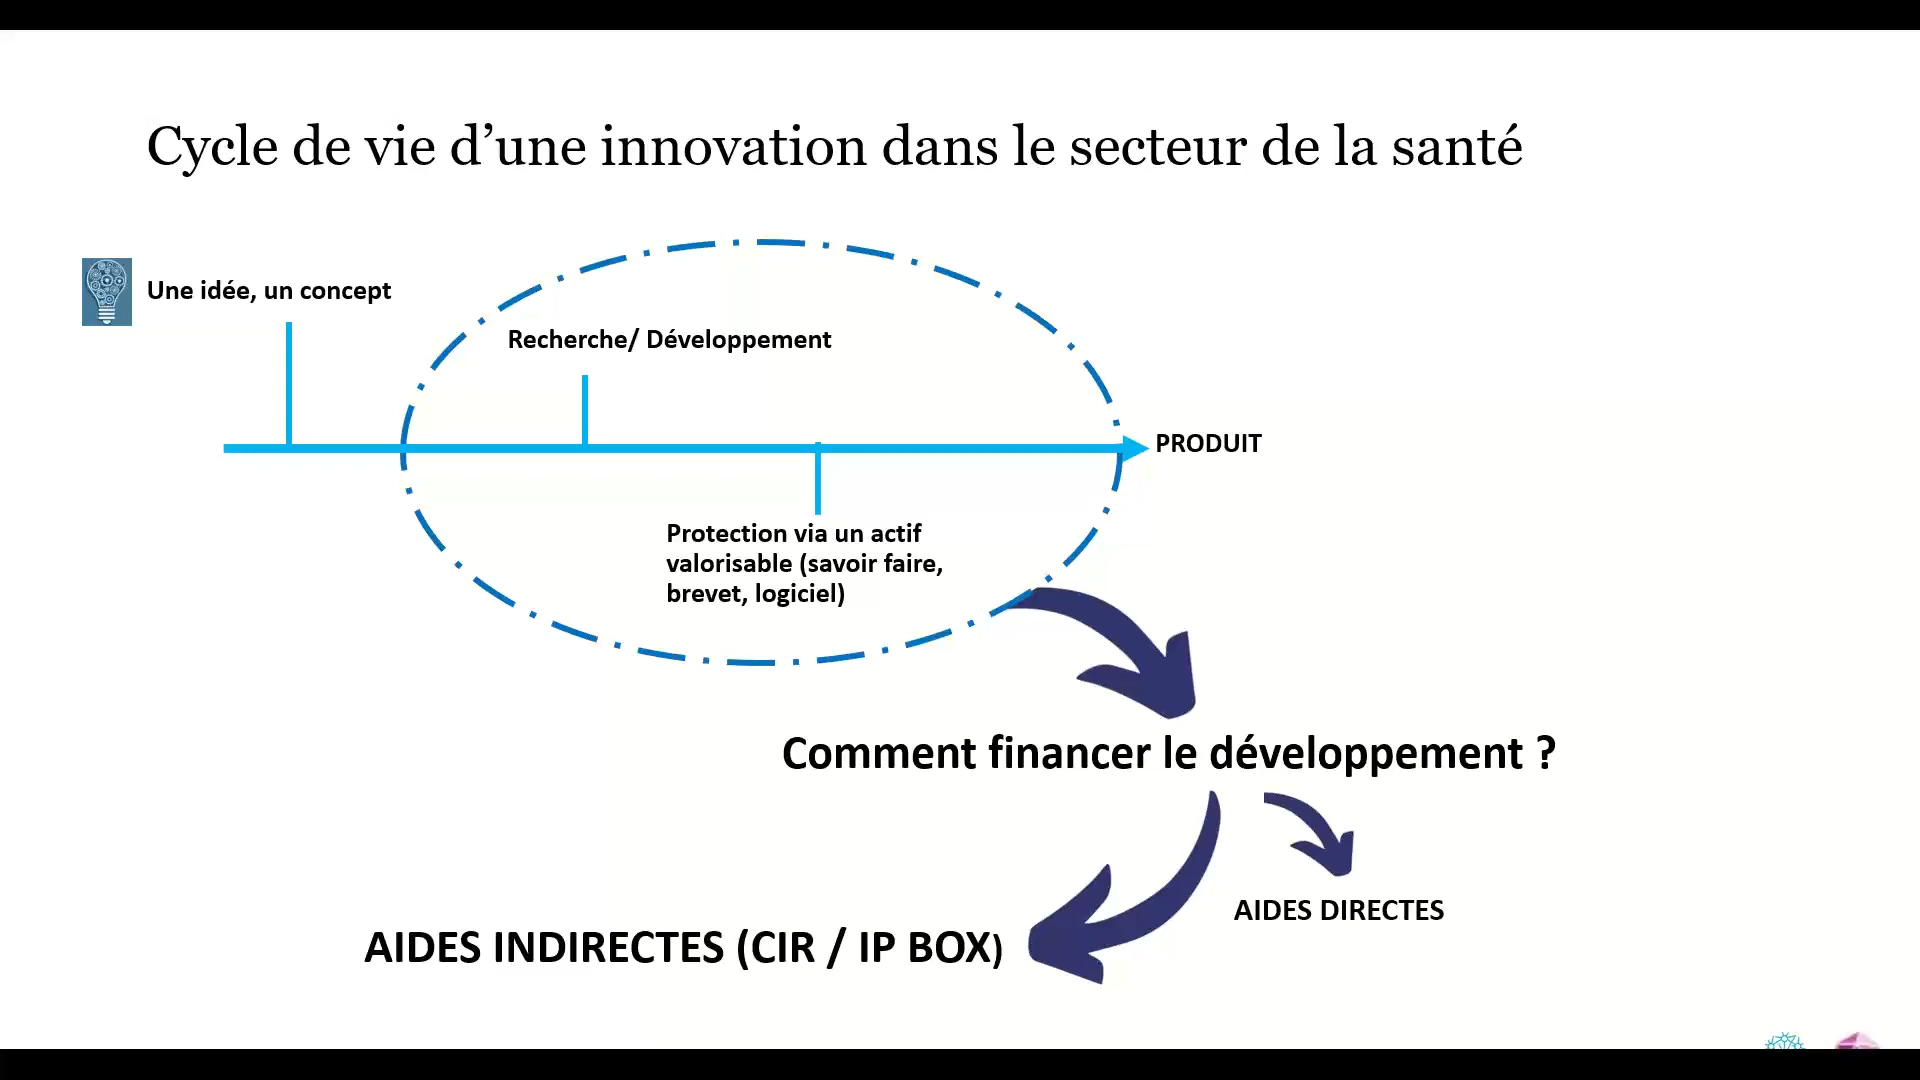 Cycle de vie d’une innovation dans le secteur de la santé
Une idée, un concept
Recherche/ Développement
PRODUIT
Protection via un actif
valorisable (savoir faire,
brevet, logiciel)
Comment financer le développement ?
AIDES DIRECTES
AIDES INDIRECTES (CIR / IP BOX)